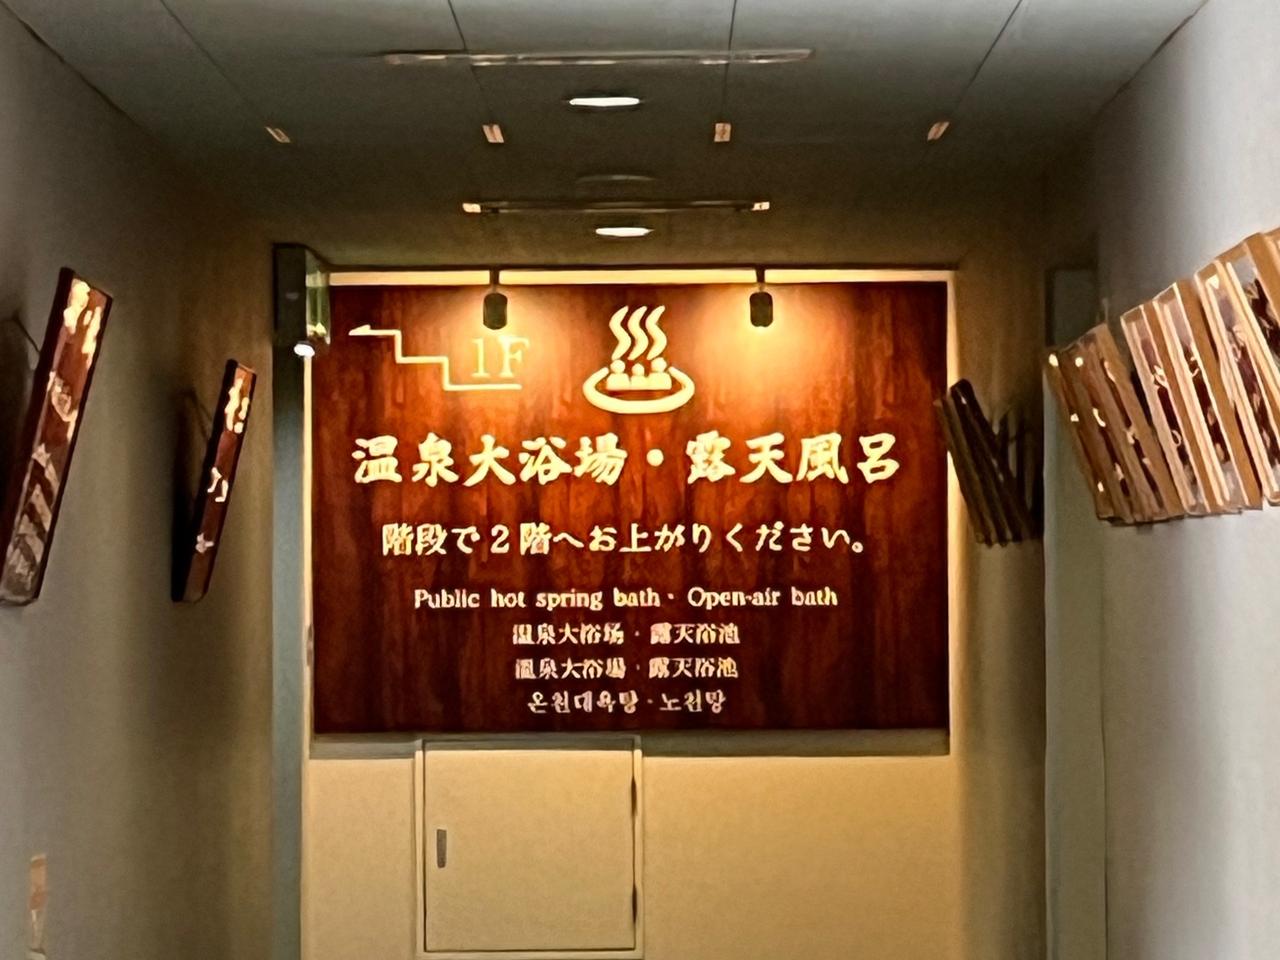 1F
温泉大浴場・露天風呂
階段で2階へお上がりください。
Public hot spring bath・Open-air bath
温泉大浴场・露天浴池
溫泉大浴場・露天浴池
온천대욕탕·노천탕